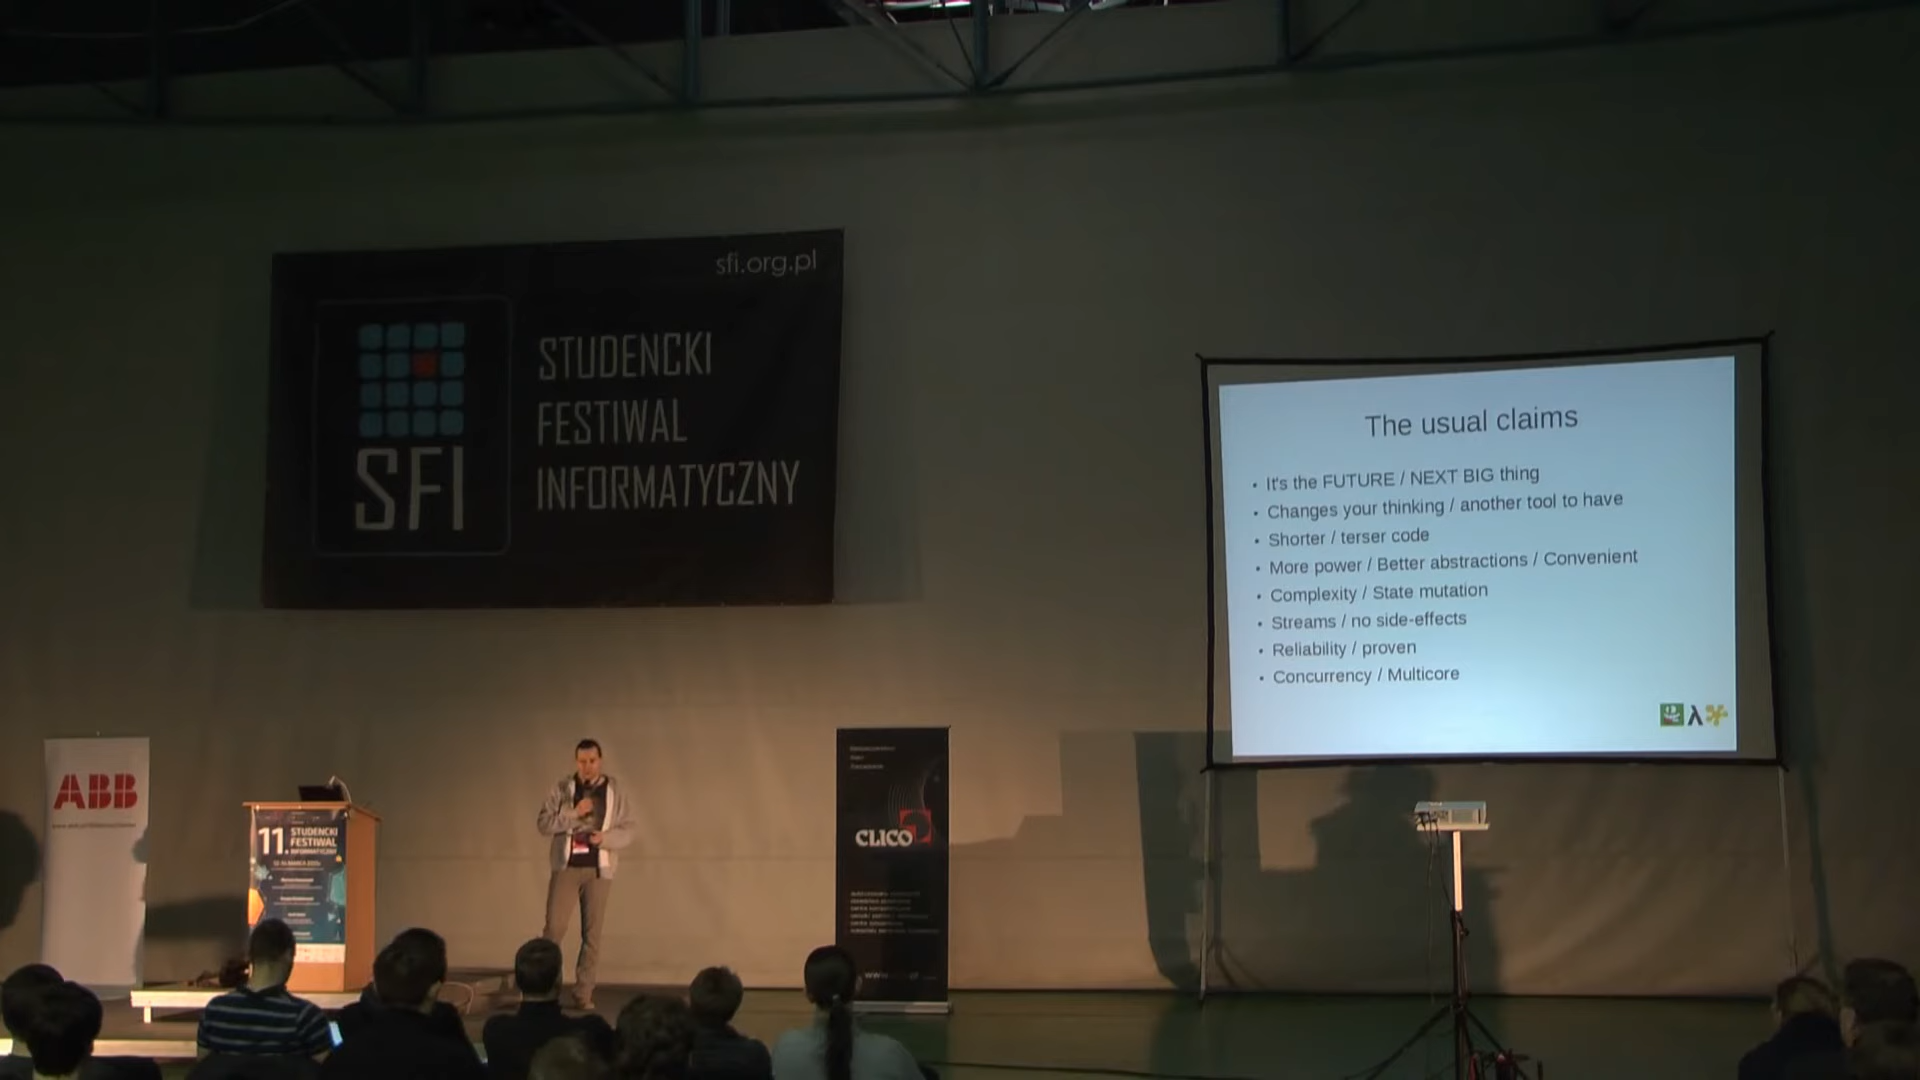 sfi.org.pl
STUDENCKI
FESTIWAL
INFORMATYCZNY
SFI
The usual claims
• It's the FUTURE / NEXT BIG thing
• Changes your thinking / another tool to have
• Shorter / terser code
• More power / Better abstractions / Convenient
• Complexity / State mutation
• Streams / no side-effects
• Reliability / proven
• Concurrency / Multicore
λ
ABB
11. STUDENCKI
FESTIWAL
INFORMATYCZNY
CLICO